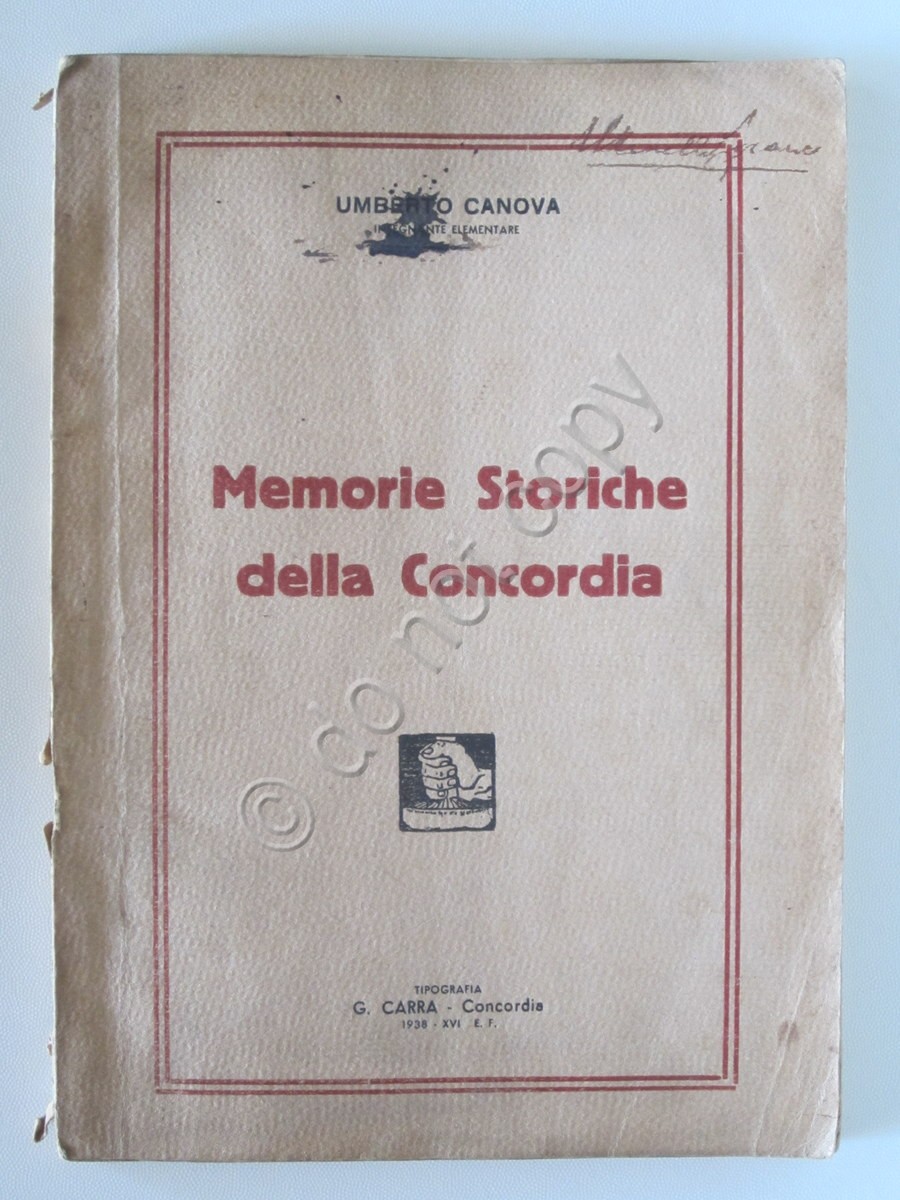 UMBERTO CANOVA
INSEGNANTE ELEMENTARE
Memorie Storiche
della Concordia
© do not copy
TIPOGRAFIA
G. CARRA - Concordia
1938 - XVI E. F.